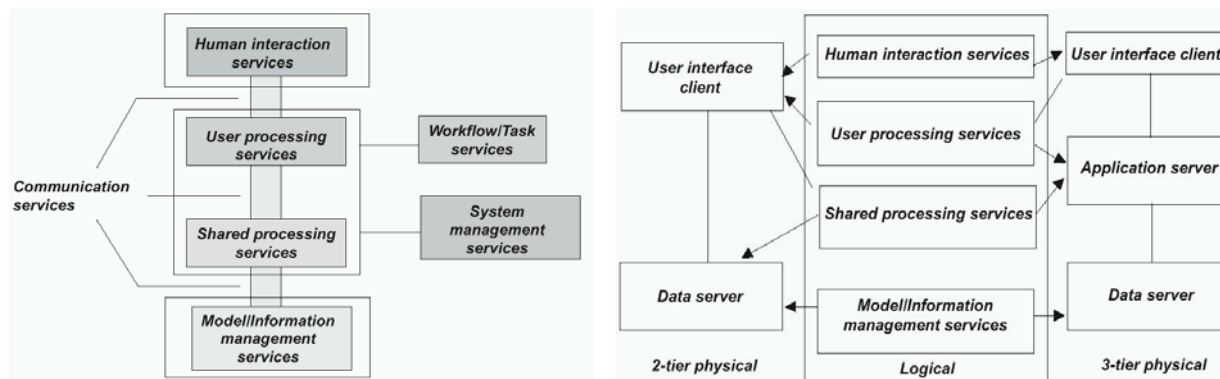 Human interaction
services
User processing
services
Workflow/Task
services
Communication
services
Shared processing
services
System
management
services
Model/Information
management
services
User interface
client
Human interaction services
User interface client
User processing services
Application server
Shared processing services
Data server
Model/Information
management services
Data server
2-tier physical
Logical
3-tier physical